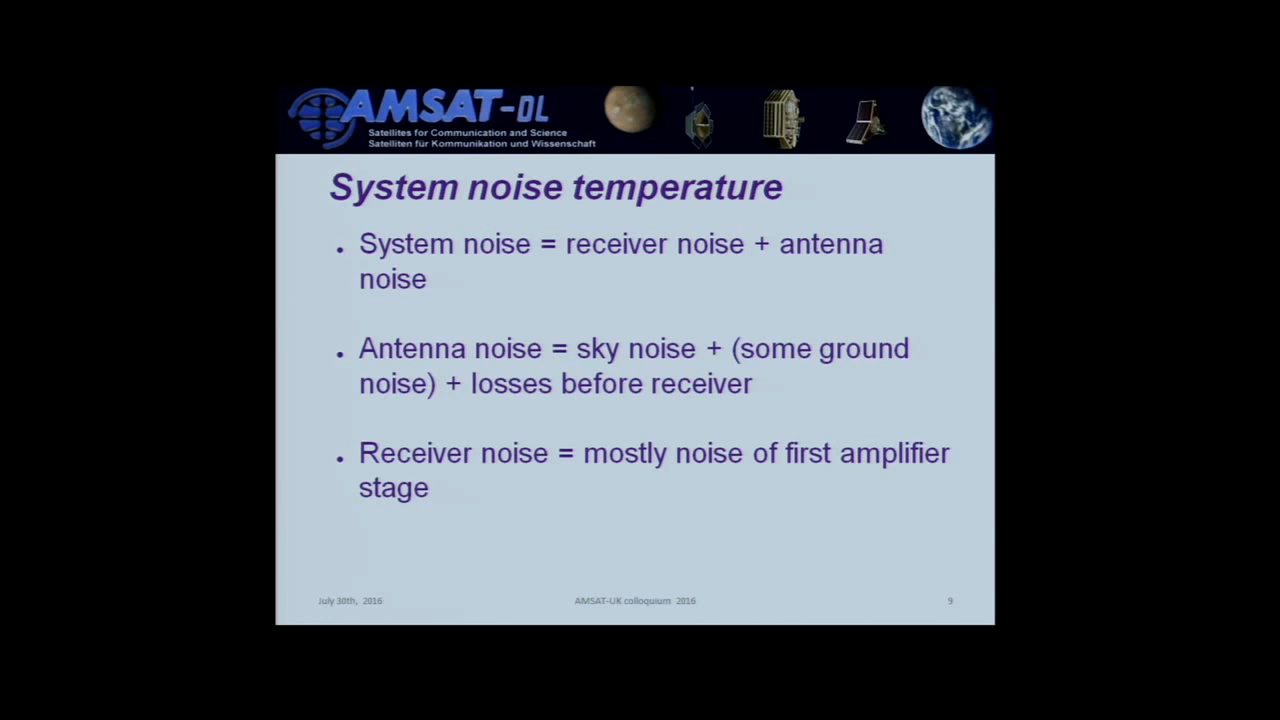 AMSAT-DL
Satellites for Communication and Science
Satelliten für Kommunikation und Wissenschaft
System noise temperature
• System noise = receiver noise + antenna
noise
• Antenna noise = sky noise + (some ground
noise) + losses before receiver
• Receiver noise = mostly noise of first amplifier
stage
July 30th, 2016
AMSAT-UK colloquium 2016
9